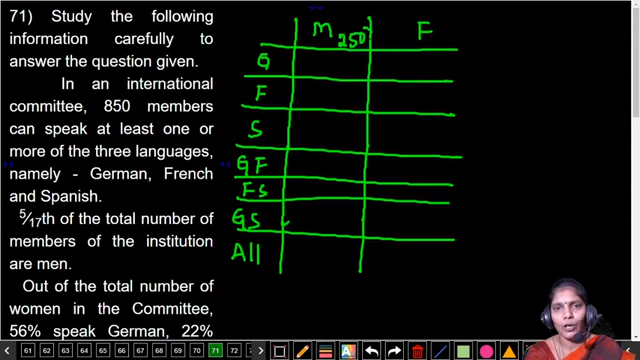 71) Study the following
information carefully to
answer the question given.
In an international
committee, 850 members
can speak at least one or
more of the three languages,
namely - German, French
and Spanish.
5/17th of the total number of
members of the institution
are men.
Out of the total number of
women in the Committee,
56% speak German, 22%
M 250 F
G
F
S
GF
FS
GS
All
61 62 63 64 65 66 67 68 69 70 71 72 7